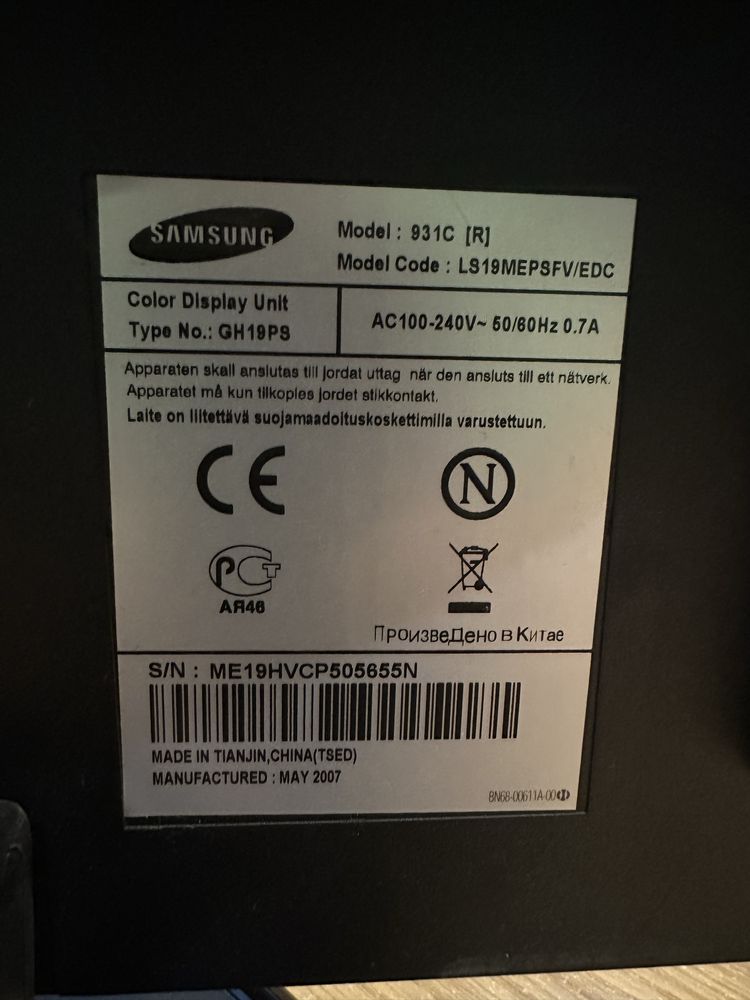 SAMSUNG
Model : 931C [R]
Model Code : LS19MEPSFV/EDC
Color Display Unit
Type No.: GH19PS
AC100-240V~ 50/60Hz 0.7A
Apparaten skall anslutas till jordat uttag när den ansluts till ett nätverk.
Apparatet må kun tilkoples jordet stikkontakt.
Laite on liitettävä suojamaadoituskoskettimilla varustettuun.
CE
N
PCT
АЯ46
ПроизвеДено в Китае
S/N : ME19HVCP505655N
MADE IN TIANJIN,CHINA(TSED)
MANUFACTURED : MAY 2007
BN68-00611A-00